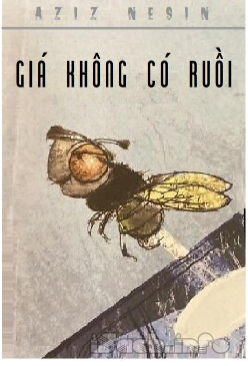 AZIZ NESIN
GIÁ KHÔNG CÓ RUỒI